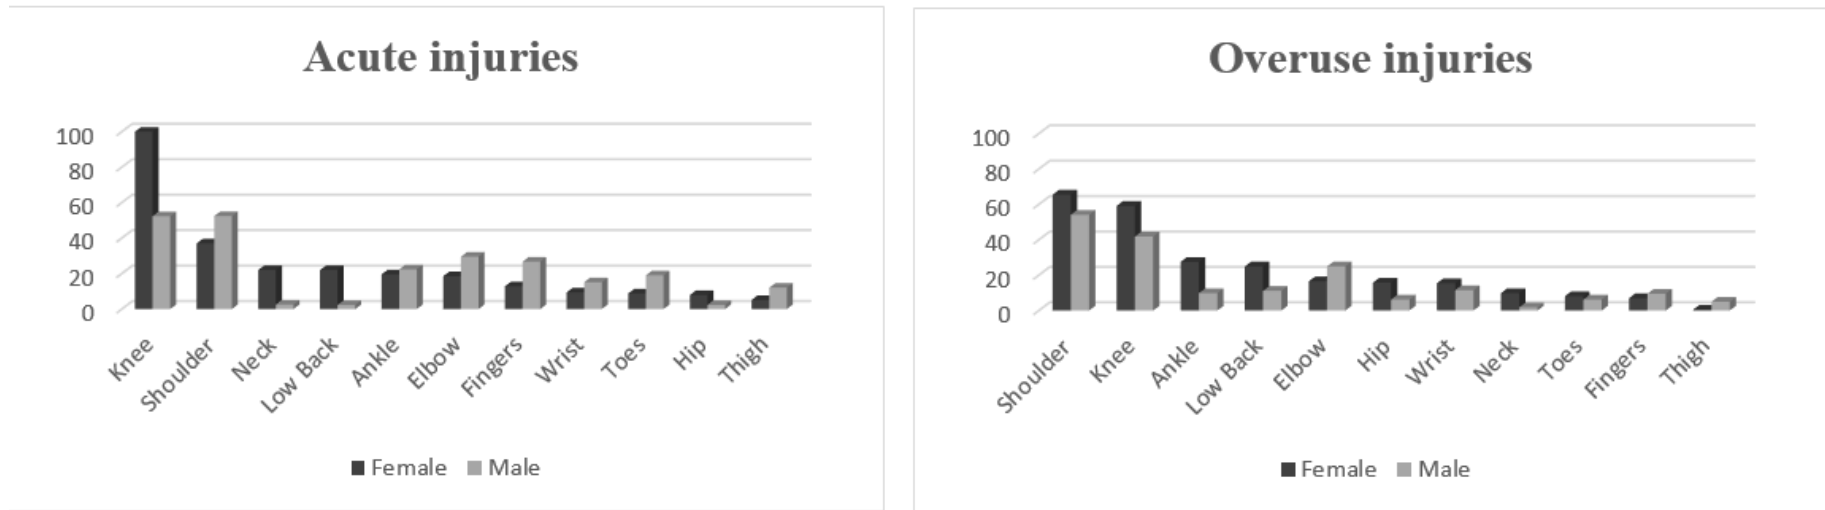 Acute injuries
100
80
60
40
20
0
Knee
Shoulder
Neck
Low Back
Ankle
Elbow
Fingers
Wrist
Toes
Hip
Thigh
Female Male
Overuse injuries
100
80
60
40
20
0
Shoulder
Knee
Ankle
Low Back
Elbow
Hip
Wrist
Neck
Toes
Fingers
Thigh
Female Male